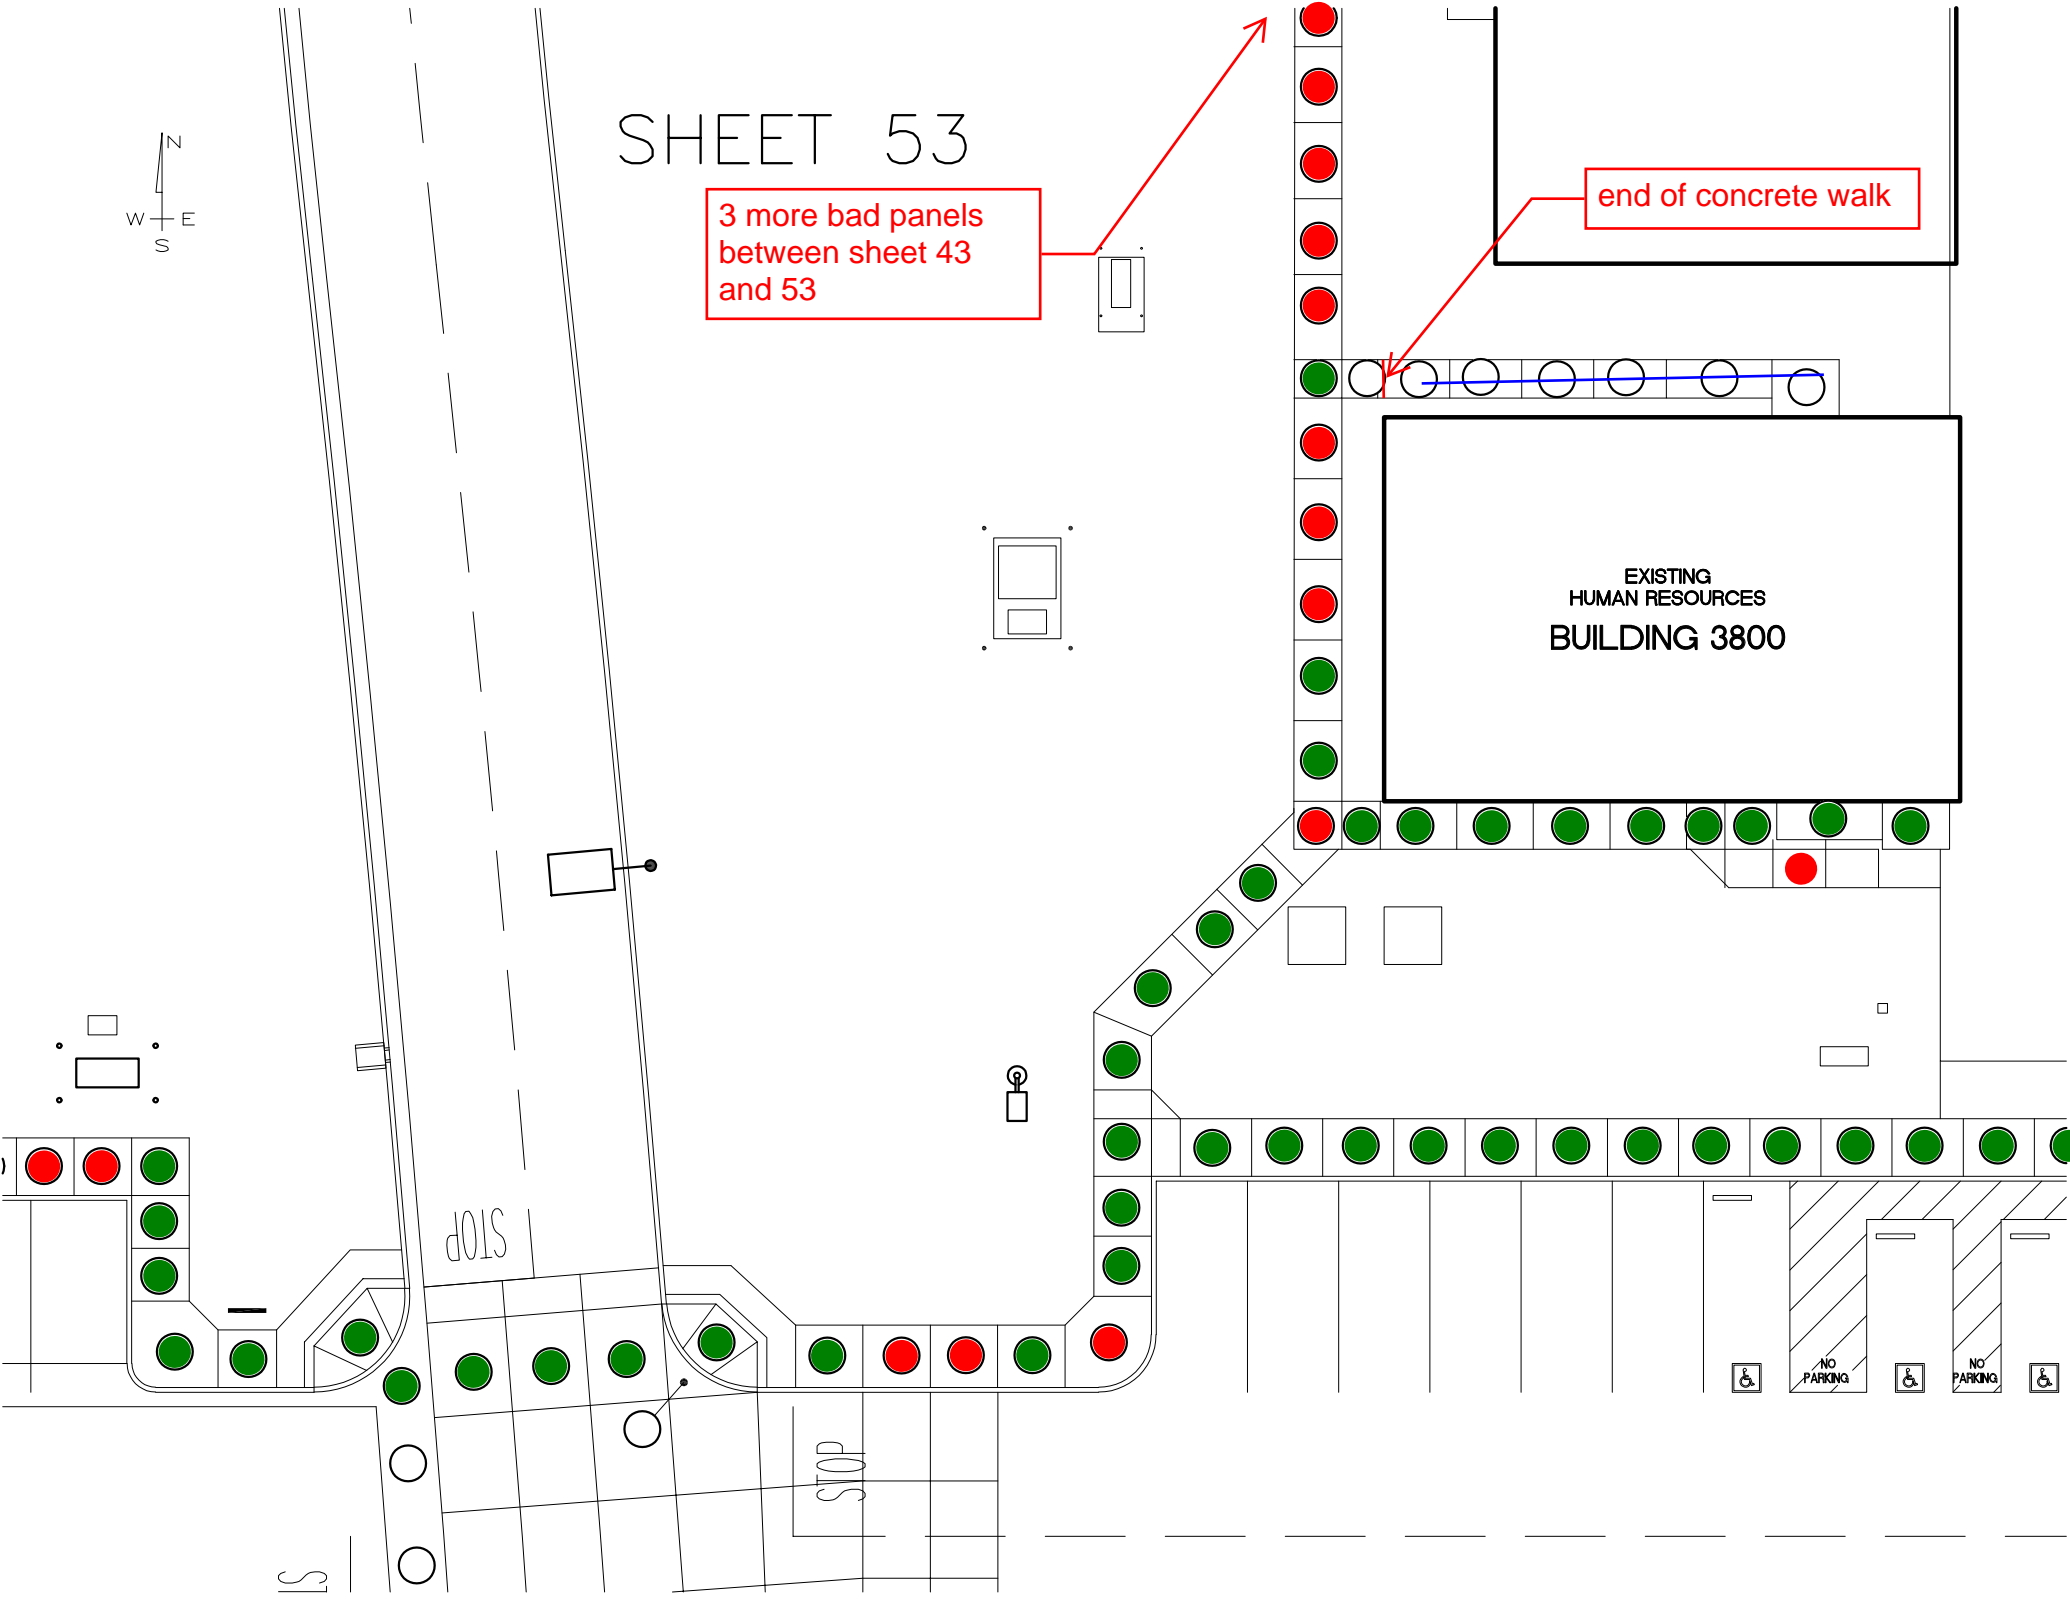 SHEET 53
N
W E
S
3 more bad panels
between sheet 43
and 53
end of concrete walk
EXISTING
HUMAN RESOURCES
BUILDING 3800
STOP
STOP
NO
PARKING
NO
PARKING